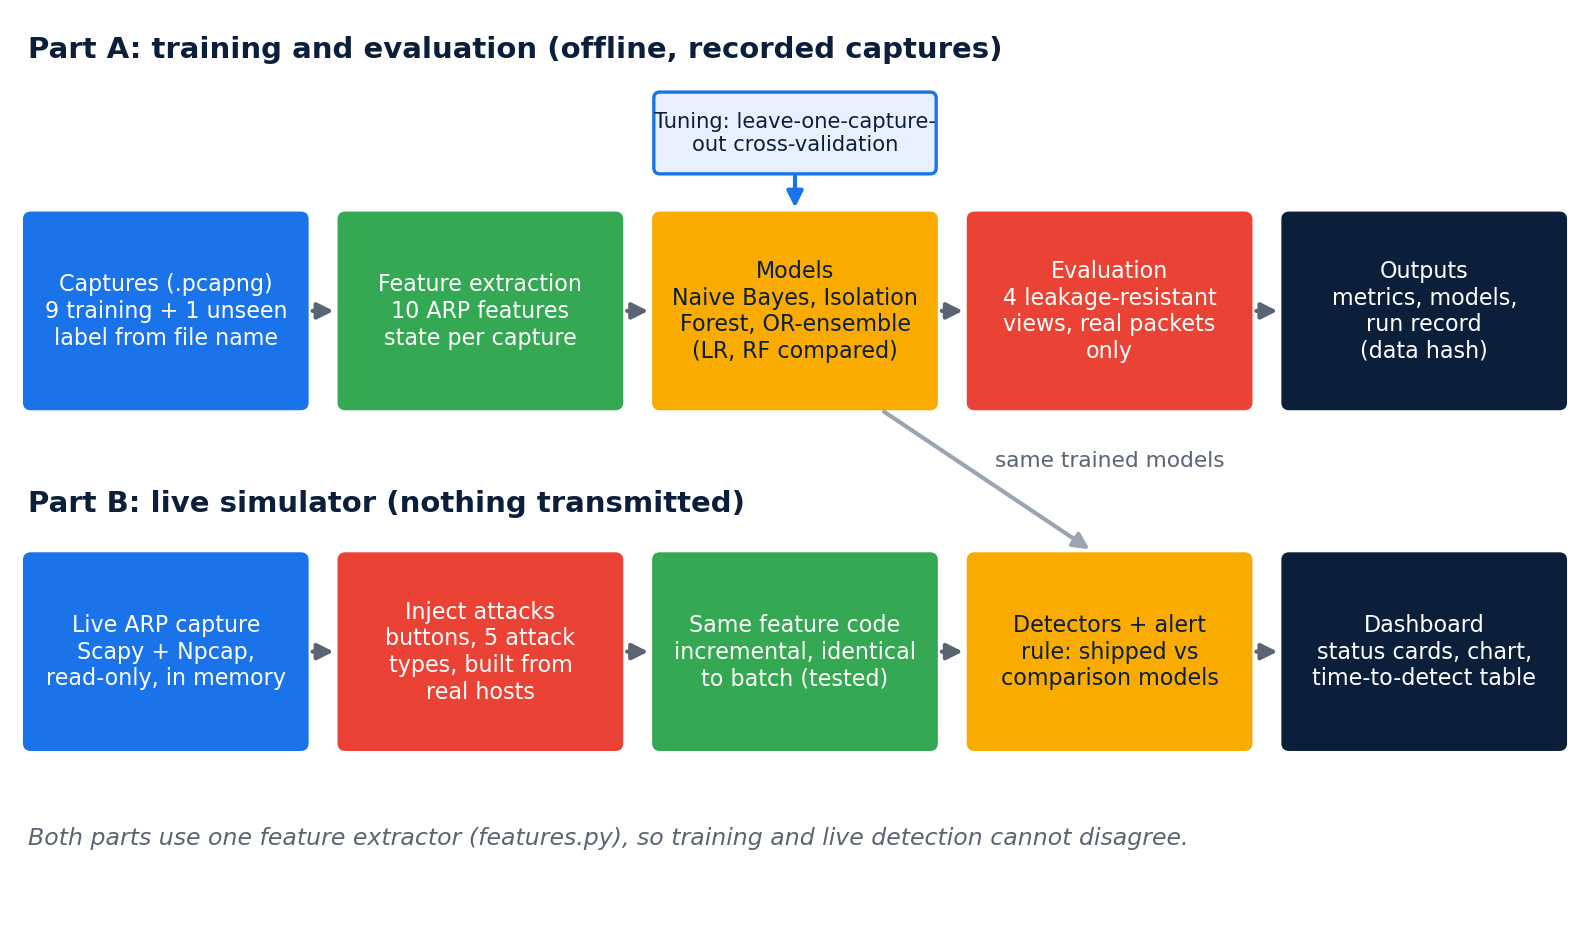 Part A: training and evaluation (offline, recorded captures)
Tuning: leave-one-capture-
out cross-validation
Captures (.pcapng)
9 training + 1 unseen
label from file name
Feature extraction
10 ARP features
state per capture
Models
Naive Bayes, Isolation
Forest, OR-ensemble
(LR, RF compared)
Evaluation
4 leakage-resistant
views, real packets
only
Outputs
metrics, models,
run record
(data hash)
same trained models
Part B: live simulator (nothing transmitted)
Live ARP capture
Scapy + Npcap,
read-only, in memory
Inject attacks
buttons, 5 attack
types, built from
real hosts
Same feature code
incremental, identical
to batch (tested)
Detectors + alert
rule: shipped vs
comparison models
Dashboard
status cards, chart,
time-to-detect table
Both parts use one feature extractor (features.py), so training and live detection cannot disagree.